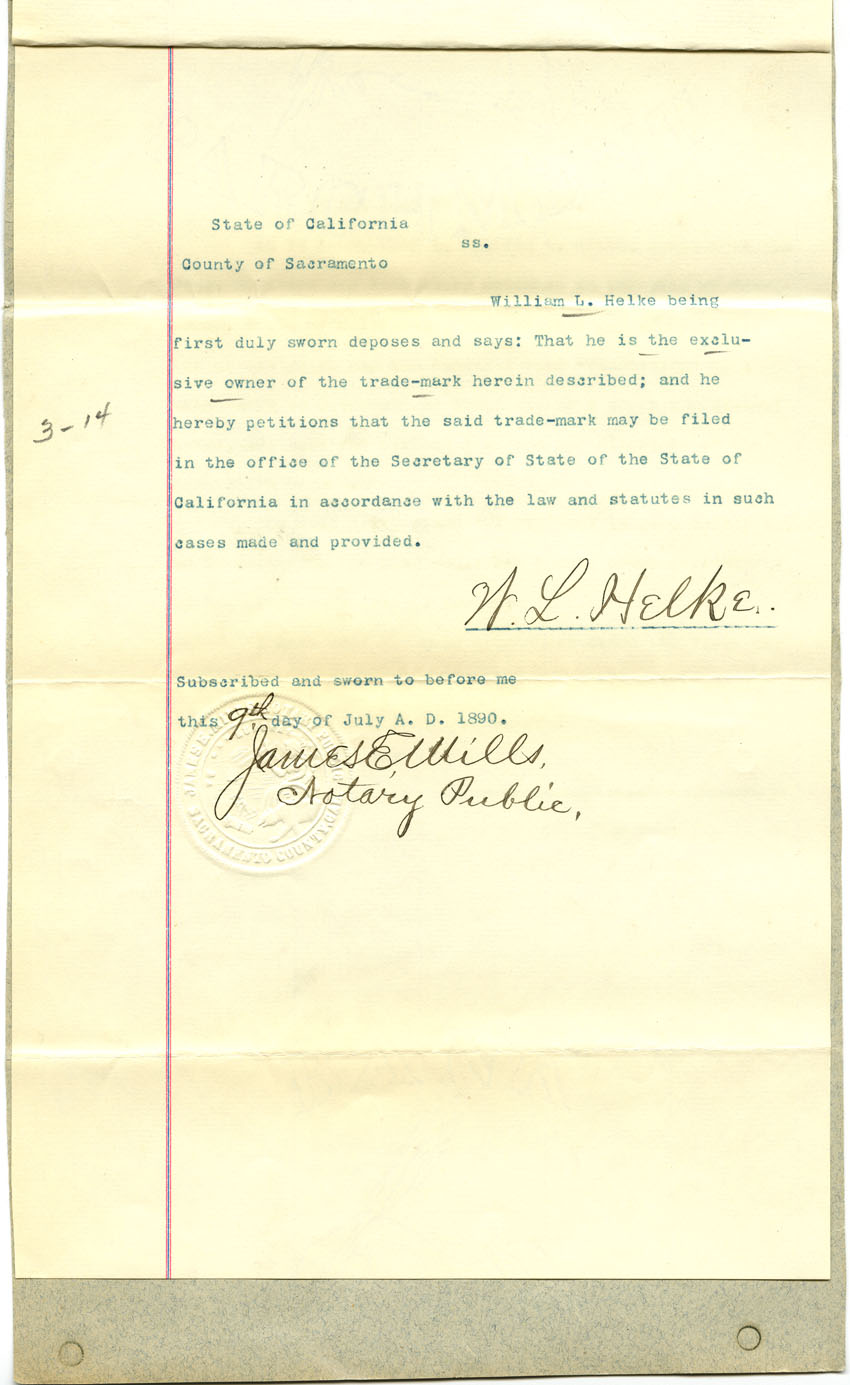 State of California
ss.
County of Sacramento
William L. Helke being
first duly sworn deposes and says: That he is the exclu-
sive owner of the trade-mark herein described; and he
3-14
hereby petitions that the said trade-mark may be filed
in the office of the Secretary of State of the State of
California in accordance with the law and statutes in such
cases made and provided.
W. L. Helke.
Subscribed and sworn to before me
this 9th day of July A. D. 1890.
James E. Mills,
Notary Public,
SACRAMENTO COUNTY, CAL